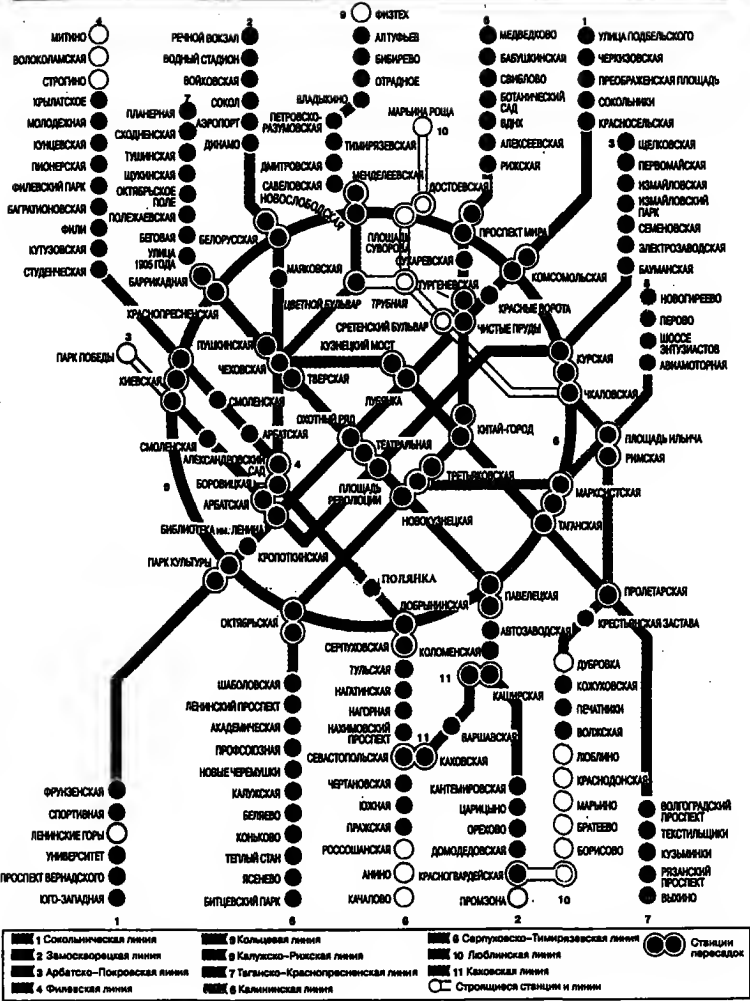 4
МИТИНО
ВОЛОКОЛАМСКАЯ
СТРОГИНО
КРЫЛАТСКОЕ
МОЛОДЕЖНАЯ
КУНЦЕВСКАЯ
ПИОНЕРСКАЯ
ФИЛЕВСКИЙ ПАРК
БАГРАТИОНОВСКАЯ
ФИЛИ
КУТУЗОВСКАЯ
СТУДЕНЧЕСКАЯ
7
ПЛАНЕРНАЯ
СХОДНЕНСКАЯ
ТУШИНСКАЯ
ЩУКИНСКАЯ
ОКТЯБРЬСКОЕ
ПОЛЕ
ПОЛЕЖАЕВСКАЯ
БЕГОВАЯ
УЛИЦА
1905 ГОДА
БАРРИКАДНАЯ
КРАСНОПРЕСНЕНСКАЯ
2
РЕЧНОЙ ВОКЗАЛ
ВОДНЫЙ СТАДИОН
ВОЙКОВСКАЯ
СОКОЛ
АЭРОПОРТ
ДИНАМО
БЕЛОРУССКАЯ
МАЯКОВСКАЯ
9
ФИЗТЕХ
АЛТУФЬЕВ
БИБИРЕВО
ОТРАДНОЕ
ВЛАДЫКИНО
ПЕТРОВСКО-
РАЗУМОВСКАЯ
ТИМИРЯЗЕВСКАЯ
ДМИТРОВСКАЯ
САВЕЛОВСКАЯ
МЕНДЕЛЕЕВСКАЯ
НОВОСЛОБОДСКАЯ
МАРЬИНА РОЩА
10
ДОСТОЕВСКАЯ
ПЛОЩАДЬ
СУВОРОВА
СУХАРЕВСКАЯ
ТУРГЕНЕВСКАЯ
ЦВЕТНОЙ БУЛЬВАР
ТРУБНАЯ
СРЕТЕНСКИЙ БУЛЬВАР
6
МЕДВЕДКОВО
БАБУШКИНСКАЯ
СВИБЛОВО
БОТАНИЧЕСКИЙ
САД
ВДНХ
АЛЕКСЕЕВСКАЯ
РИЖСКАЯ
ПРОСПЕКТ МИРА
1
УЛИЦА ПОДБЕЛЬСКОГО
ЧЕРКИЗОВСКАЯ
ПРЕОБРАЖЕНСКАЯ ПЛОЩАДЬ
СОКОЛЬНИКИ
КРАСНОСЕЛЬСКАЯ
КОМСОМОЛЬСКАЯ
КРАСНЫЕ ВОРОТА
ЧИСТЫЕ ПРУДЫ
3
ЩЕЛКОВСКАЯ
ПЕРВОМАЙСКАЯ
ИЗМАЙЛОВСКАЯ
ИЗМАЙЛОВСКИЙ
ПАРК
СЕМЕНОВСКАЯ
ЭЛЕКТРОЗАВОДСКАЯ
БАУМАНСКАЯ
НОВОГИРЕЕВО
ПЕРОВО
ШОССЕ
ЭНТУЗИАСТОВ
АВИАМОТОРНАЯ
КУРСКАЯ
ЧКАЛОВСКАЯ
ПЛОЩАДЬ ИЛЬИЧА
РИМСКАЯ
3
ПАРК ПОБЕДЫ
КИЕВСКАЯ
СМОЛЕНСКАЯ
АРБАТСКАЯ
СМОЛЕНСКАЯ
ПУШКИНСКАЯ
КУЗНЕЦКИЙ МОСТ
ЧЕХОВСКАЯ
ТВЕРСКАЯ
ЛУБЯНКА
ОХОТНЫЙ РЯД
ТЕАТРАЛЬНАЯ
КИТАЙ-ГОРОД
ПЛОЩАДЬ
РЕВОЛЮЦИИ
ТРЕТЬЯКОВСКАЯ
НОВОКУЗНЕЦКАЯ
6
МАРКСИСТСКАЯ
ТАГАНСКАЯ
АЛЕКСАНДРОВСКИЙ
САД
4
БОРОВИЦКАЯ
АРБАТСКАЯ
БИБЛИОТЕКА им. ЛЕНИНА
9
КРОПОТКИНСКАЯ
ПАРК КУЛЬТУРЫ
ПОЛЯНКА
ОКТЯБРЬСКАЯ
ДОБРЫНИНСКАЯ
СЕРПУХОВСКАЯ
ПАВЕЛЕЦКАЯ
АВТОЗАВОДСКАЯ
КОЛОМЕНСКАЯ
11
КАШИРСКАЯ
11
ВАРШАВСКАЯ
КАХОВСКАЯ
КАНТЕМИРОВСКАЯ
ЦАРИЦЫНО
ОРЕХОВО
ДОМОДЕДОВСКАЯ
КРАСНОГВАРДЕЙСКАЯ
ПРОМЗОНА
2
ПРОЛЕТАРСКАЯ
КРЕСТЬЯНСКАЯ ЗАСТАВА
ДУБРОВКА
КОЖУХОВСКАЯ
ПЕЧАТНИКИ
ВОЛЖСКАЯ
ЛЮБЛИНО
КРАСНОДОНСКАЯ
МАРЬИНО
БРАТЕЕВО
БОРИСОВО
10
ВОЛГОГРАДСКИЙ
ПРОСПЕКТ
ТЕКСТИЛЬЩИКИ
КУЗЬМИНКИ
РЯЗАНСКИЙ
ПРОСПЕКТ
ВЫХИНО
7
ФРУНЗЕНСКАЯ
СПОРТИВНАЯ
ЛЕНИНСКИЕ ГОРЫ
УНИВЕРСИТЕТ
ПРОСПЕКТ ВЕРНАДСКОГО
ЮГО-ЗАПАДНАЯ
1
ШАБОЛОВСКАЯ
ЛЕНИНСКИЙ ПРОСПЕКТ
АКАДЕМИЧЕСКАЯ
ПРОФСОЮЗНАЯ
НОВЫЕ ЧЕРЕМУШКИ
КАЛУЖСКАЯ
БЕЛЯЕВО
КОНЬКОВО
ТЕПЛЫЙ СТАН
ЯСЕНЕВО
БИТЦЕВСКИЙ ПАРК
6
ТУЛЬСКАЯ
НАГАТИНСКАЯ
НАГОРНАЯ
НАХИМОВСКИЙ
ПРОСПЕКТ
СЕВАСТОПОЛЬСКАЯ
ЧЕРТАНОВСКАЯ
ЮЖНАЯ
ПРАЖСКАЯ
РОССОШАНСКАЯ
АНИНО
КАЧАЛОВО
6
1 Сокольническая линия
2 Замоскворецкая линия
3 Арбатско-Покровская линия
4 Филевская линия
9 Кольцевая линия
9 Калужско-Рижская линия
7 Таганско-Краснопресненская линия
6 Калининская линия
6 Серпуховско-Тимирязевская линия
10 Люблинская линия
11 Каховская линия
Строящиеся станции и линии
Станции
пересадок